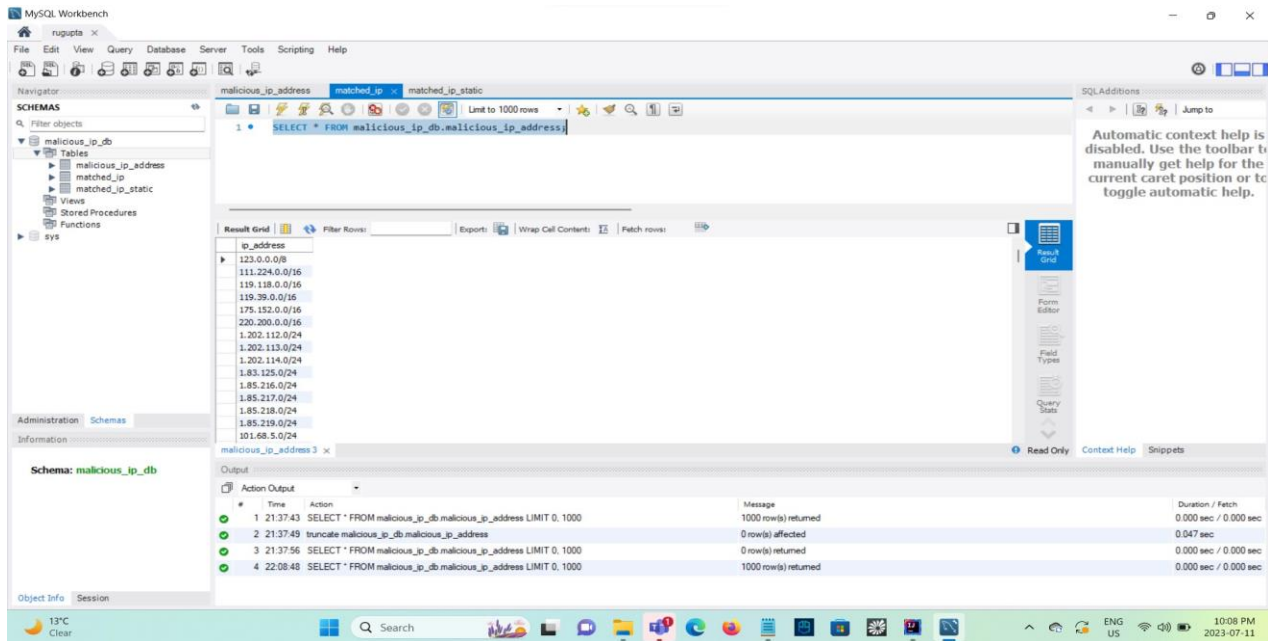 MySQL Workbench
rugupta ×
File Edit View Query Database Server Tools Scripting Help
Navigator
SCHEMAS
Filter objects
malicious_ip_db
Tables
malicious_ip_address
matched_ip
matched_ip_static
Views
Stored Procedures
Functions
sys
Administration Schemas
Information
Schema: malicious_ip_db
Object Info Session
malicious_ip_address matched_ip × matched_ip_static
Limit to 1000 rows
1 SELECT * FROM malicious_ip_db.malicious_ip_address;
Result Grid Filter Rows: Export: Wrap Cell Content: Fetch rows:
ip_address
123.0.0.0/8
111.224.0.0/16
119.118.0.0/16
119.39.0.0/16
175.152.0.0/16
220.200.0.0/16
1.202.112.0/24
1.202.113.0/24
1.202.114.0/24
1.83.125.0/24
1.85.216.0/24
1.85.217.0/24
1.85.218.0/24
1.85.219.0/24
101.68.5.0/24
Result
Grid
Form
Editor
Field
Types
Query
Stats
malicious_ip_address 3 ×
Read Only
SQLAdditions
Jump to
Automatic context help is
disabled. Use the toolbar to
manually get help for the
current caret position or to
toggle automatic help.
Context Help Snippets
Output
Action Output
# Time Action Message Duration / Fetch
1 21:37:43 SELECT * FROM malicious_ip_db.malicious_ip_address LIMIT 0, 1000 1000 row(s) returned 0.000 sec / 0.000 sec
2 21:37:49 truncate malicious_ip_db.malicious_ip_address 0 row(s) affected 0.047 sec
3 21:37:56 SELECT * FROM malicious_ip_db.malicious_ip_address LIMIT 0, 1000 0 row(s) returned 0.000 sec / 0.000 sec
4 22:08:48 SELECT * FROM malicious_ip_db.malicious_ip_address LIMIT 0, 1000 1000 row(s) returned 0.000 sec / 0.000 sec
13°C
Clear
Search
ENG
US
10:08 PM
2023-07-11